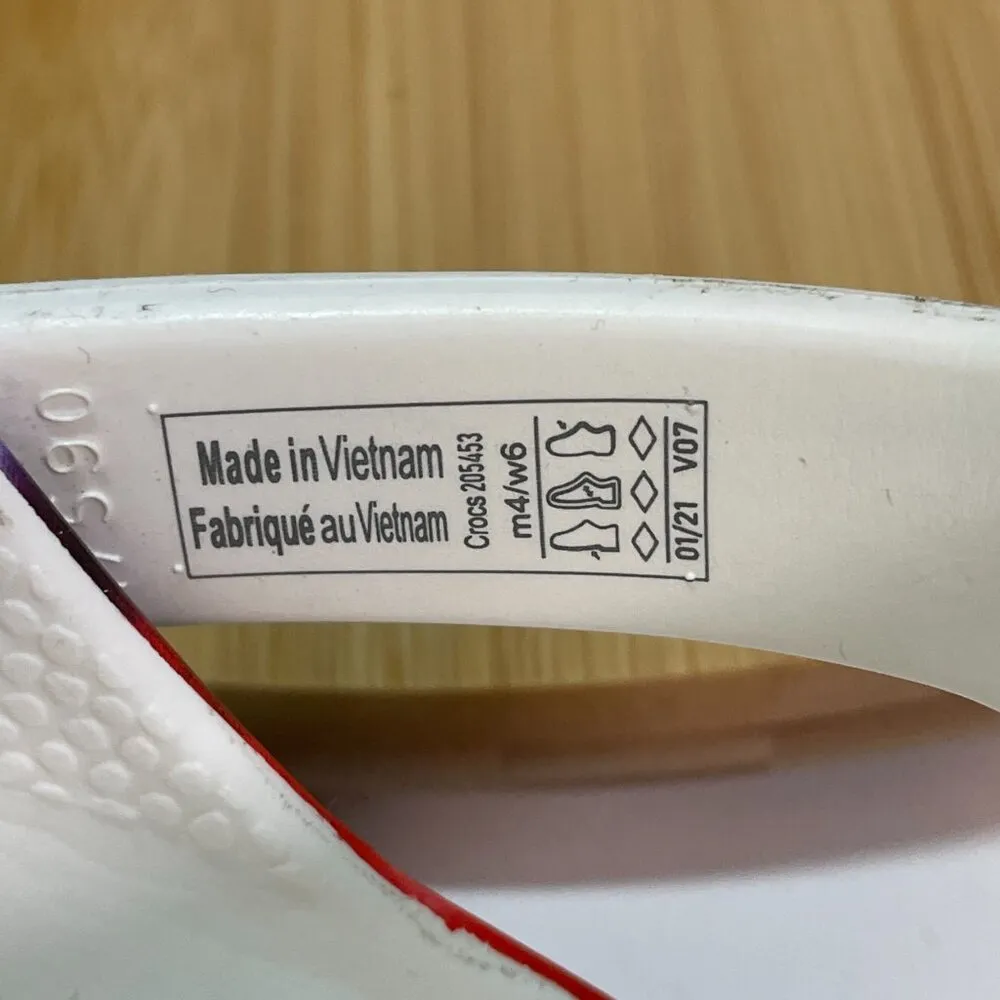 Made in Vietnam
Fabriqué au Vietnam
Crocs 205453
m4/w6
01/21 V07